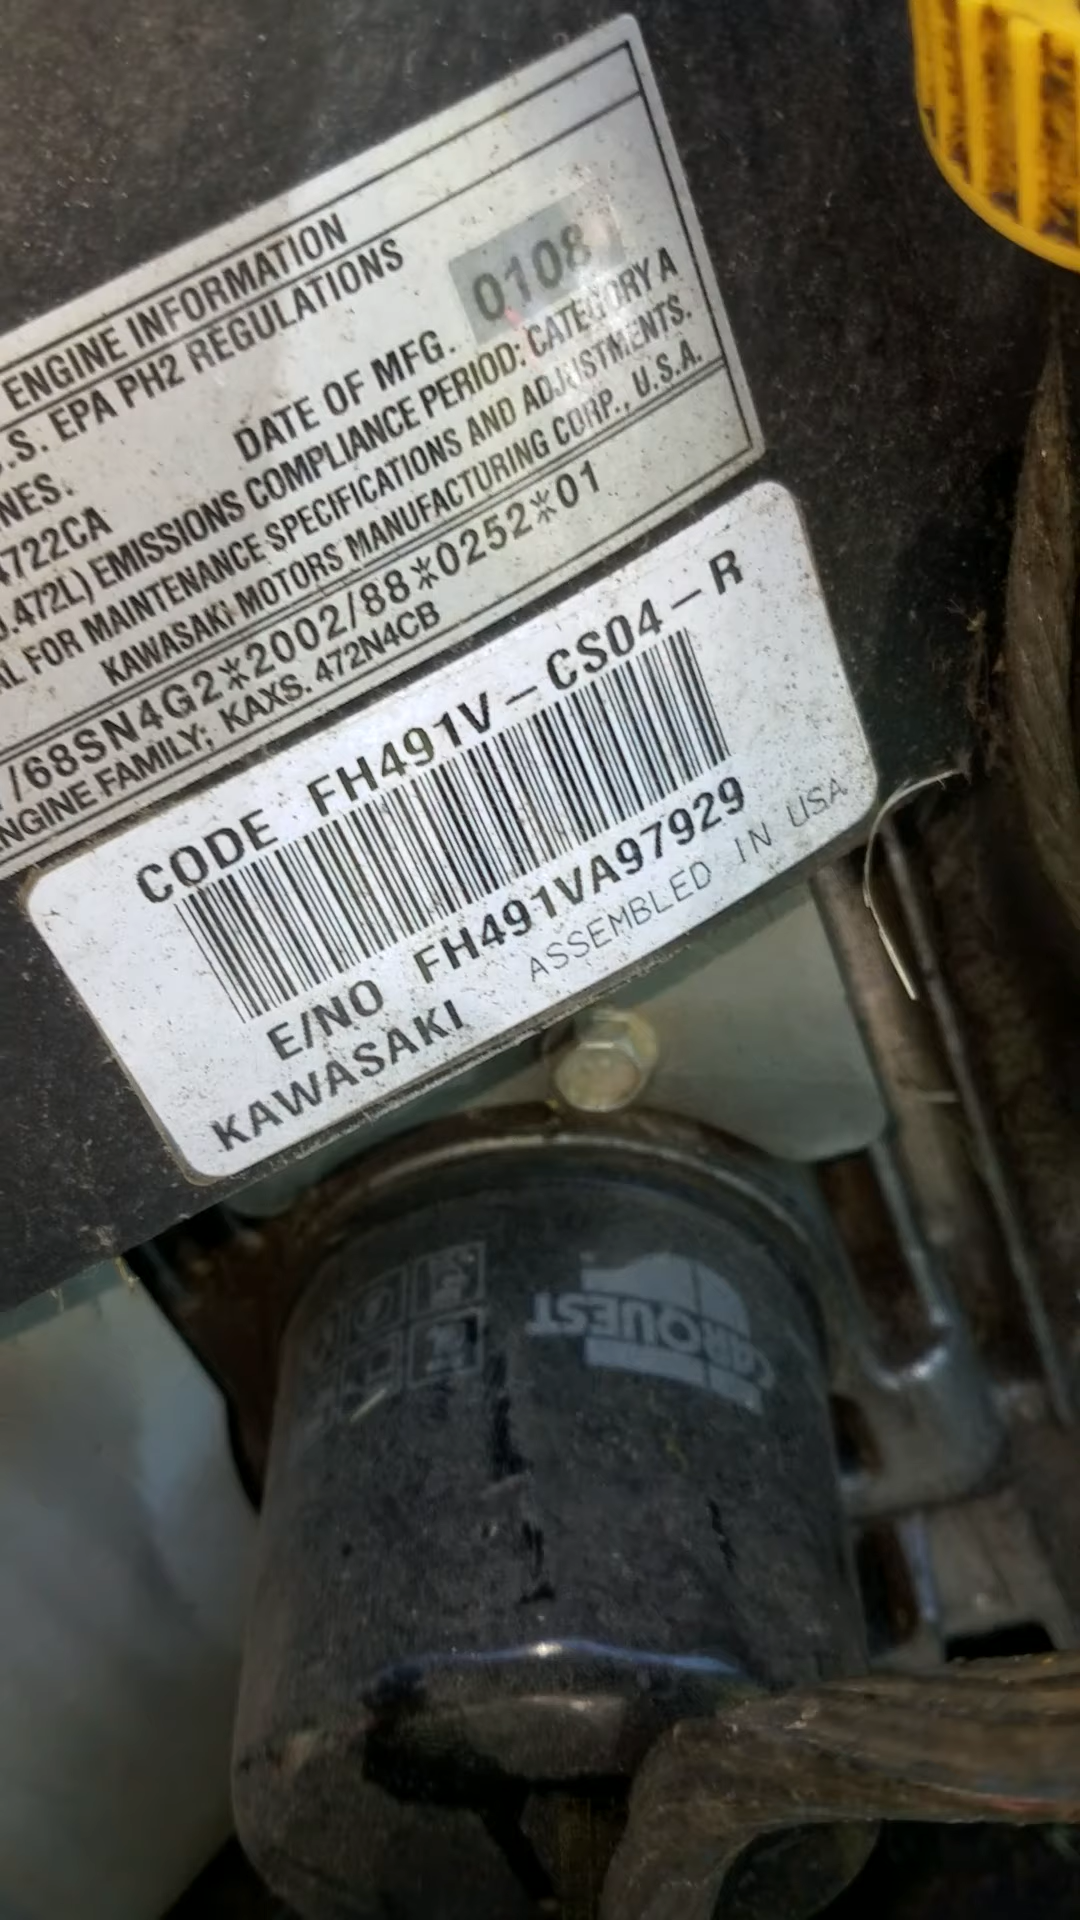 ENGINE INFORMATION
.S. EPA PH2 REGULATIONS
NES.
DATE OF MFG. 0108
4722CA
0.472L) EMISSIONS COMPLIANCE PERIOD: CATEGORY A
AL FOR MAINTENANCE SPECIFICATIONS AND ADJUSTMENTS.
KAWASAKI MOTORS MANUFACTURING CORP., U.S.A.
/68SN4G2*2002/88*0252*01
ENGINE FAMILY; KAXS. 472N4CB
CODE FH491V-CS04-R
E/NO FH491VA97929
KAWASAKI ASSEMBLED IN USA
CARQUEST